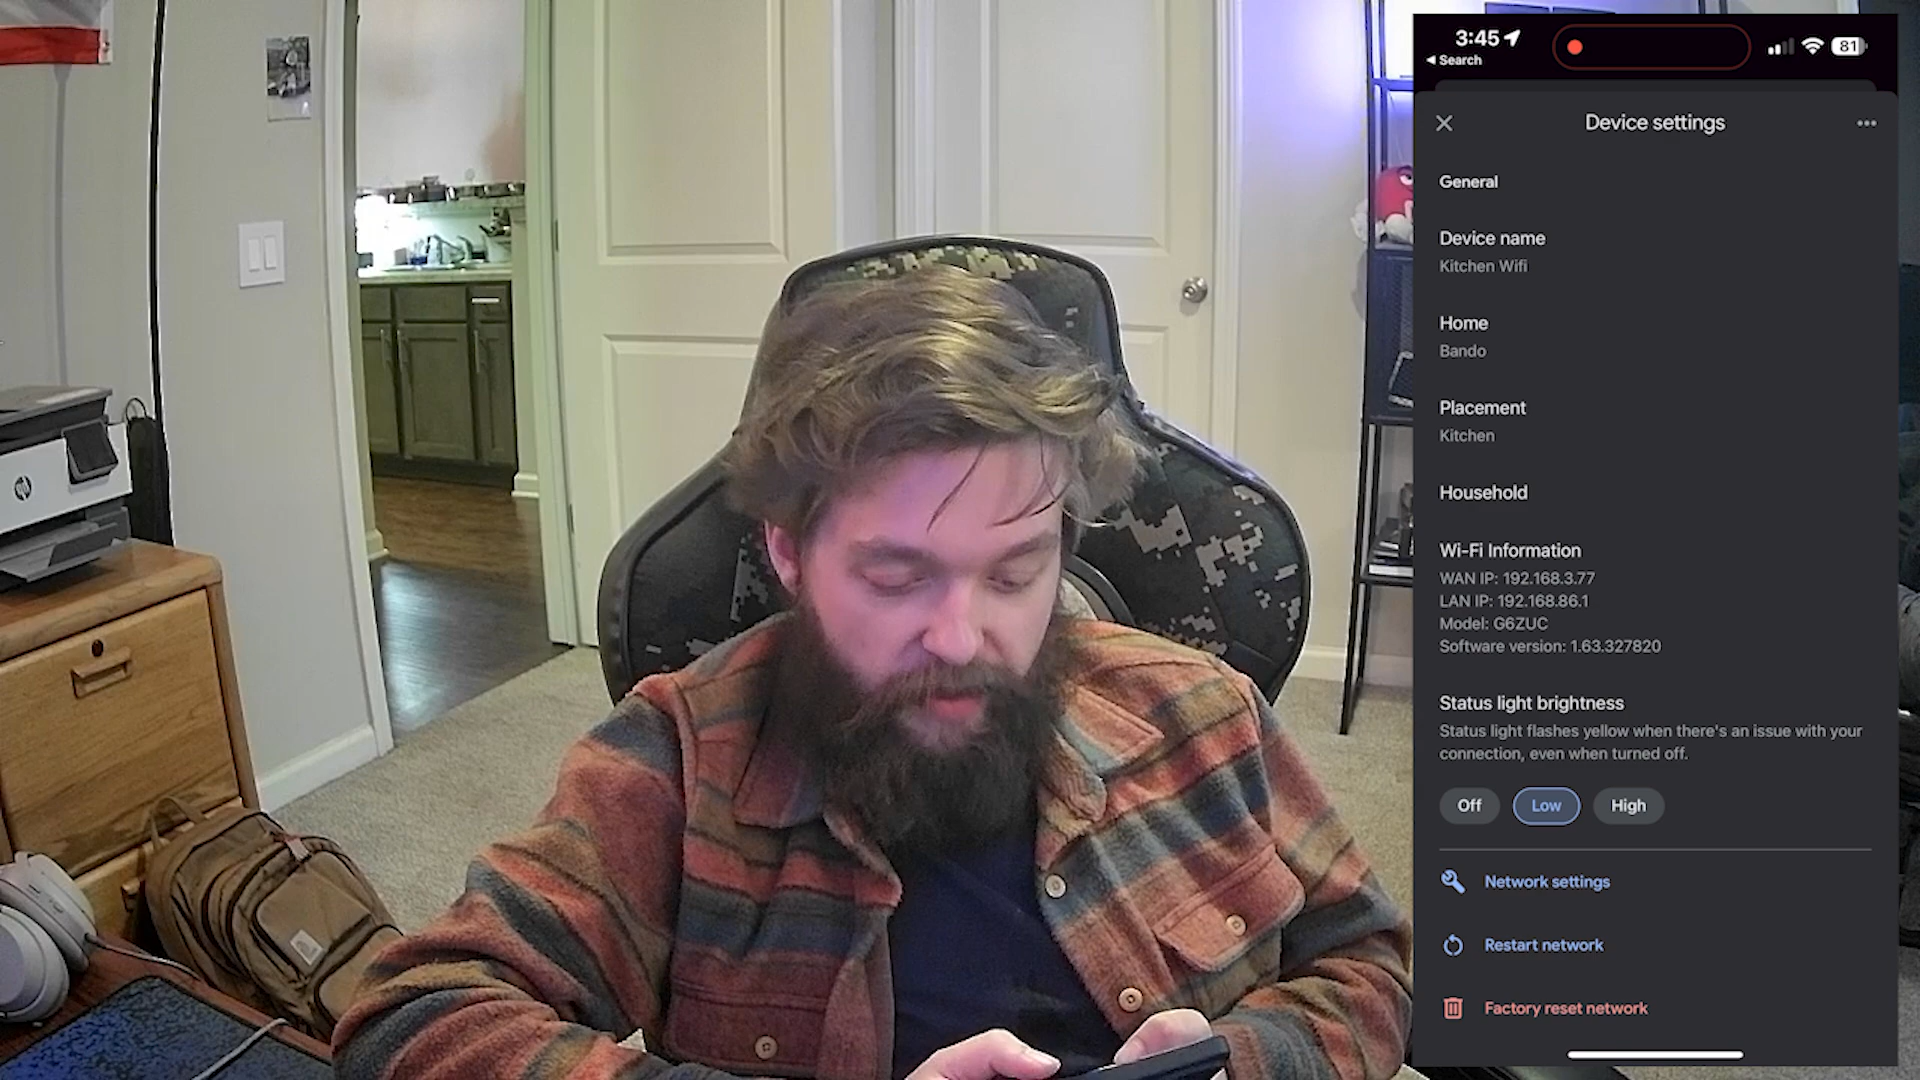 3:45
81
Search
Device settings
General
Device name
Kitchen Wifi
Home
Bando
Placement
Kitchen
Household
Wi-Fi Information
WAN IP: 192.168.3.77
LAN IP: 192.168.86.1
Model: G6ZUC
Software version: 1.63.327820
Status light brightness
Status light flashes yellow when there's an issue with your
connection, even when turned off.
Off
Low
High
Network settings
Restart network
Factory reset network
hp